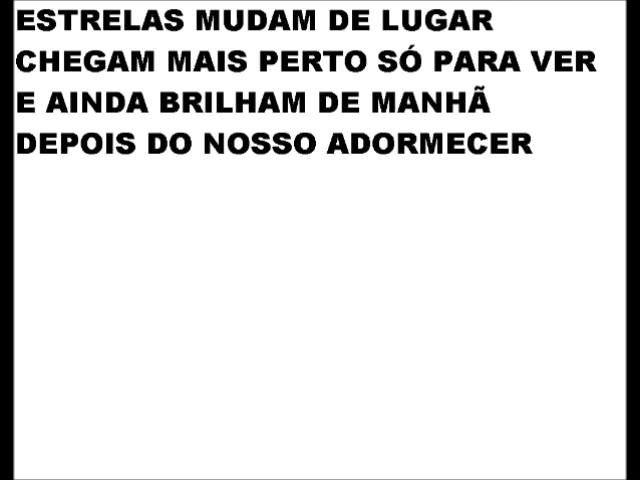 ESTRELAS MUDAM DE LUGAR
CHEGAM MAIS PERTO SÓ PARA VER
E AINDA BRILHAM DE MANHÃ
DEPOIS DO NOSSO ADORMECER